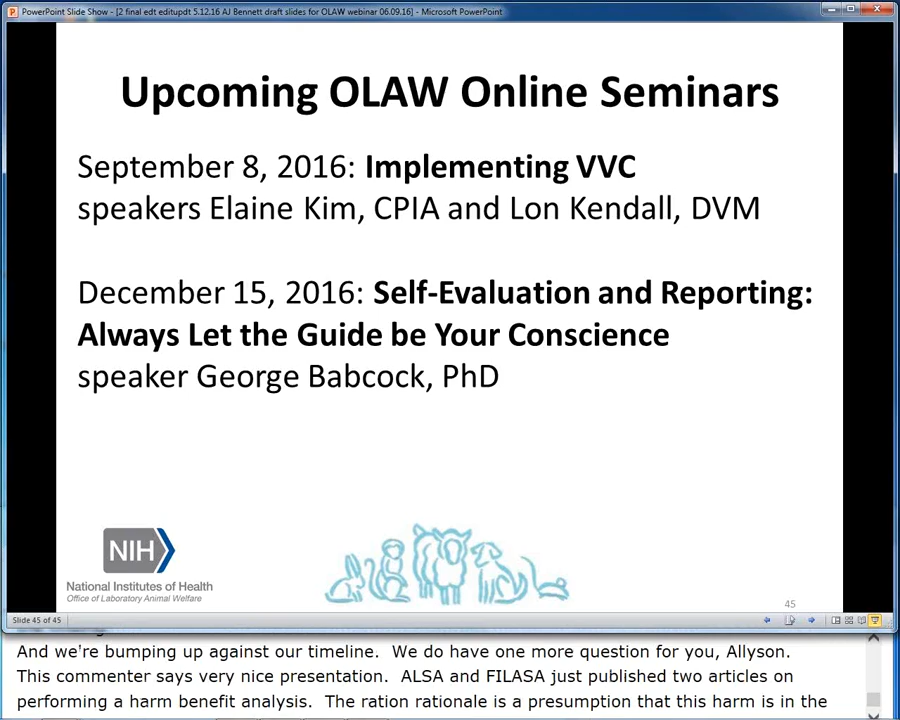 PowerPoint Slide Show - [2 final edt editupdt 5.12.16 AJ Bennett draft slides for OLAW webinar 06.09.16] - Microsoft PowerPoint
Upcoming OLAW Online Seminars
September 8, 2016: Implementing VVC
speakers Elaine Kim, CPIA and Lon Kendall, DVM
December 15, 2016: Self-Evaluation and Reporting:
Always Let the Guide be Your Conscience
speaker George Babcock, PhD
NIH
National Institutes of Health
Office of Laboratory Animal Welfare
45
Slide 45 of 45
And we're bumping up against our timeline. We do have one more question for you, Allyson.
This commenter says very nice presentation. ALSA and FILASA just published two articles on
performing a harm benefit analysis. The ration rationale is a presumption that this harm is in the